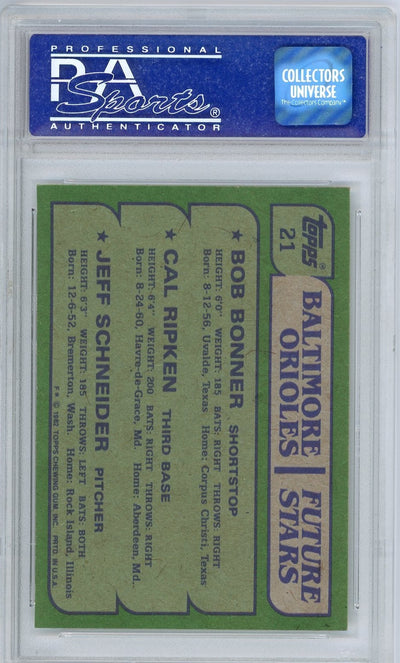 PROFESSIONAL
PSA
Sports®
AUTHENTICATOR
COLLECTORS
UNIVERSE
The Collectors Company™
TOPPS®
21
BALTIMORE
ORIOLES
FUTURE
STARS
★ BOB BONNER SHORTSTOP
HEIGHT: 6'0" WEIGHT: 185 BATS: RIGHT THROWS: RIGHT
Born: 8-12-56, Uvalde, Texas Home: Corpus Christi, Texas
★ CAL RIPKEN THIRD BASE
HEIGHT: 6'4" WEIGHT: 200 BATS: RIGHT THROWS: RIGHT
Born: 8-24-60, Havre-de-Grace, Md. Home: Aberdeen, Md.
★ JEFF SCHNEIDER PITCHER
HEIGHT: 6'3" WEIGHT: 185 THROWS: LEFT BATS: BOTH
Born: 12-6-52, Bremerton, Wash. Home: Rock Island, Illinois
F* © 1982 TOPPS CHEWING GUM, INC. PRTD. IN U.S.A.